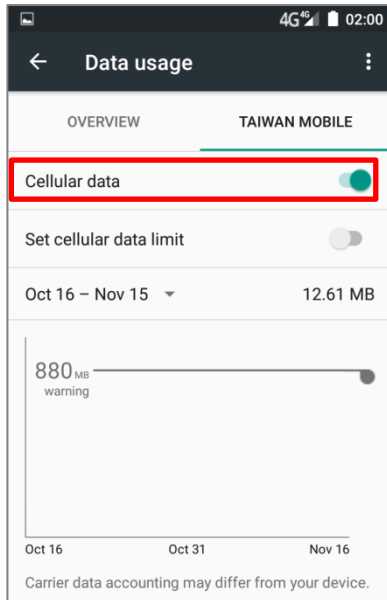 4G 4G 02:00
Data usage
OVERVIEW TAIWAN MOBILE
Cellular data
Set cellular data limit
Oct 16 – Nov 15 12.61 MB
880 MB
warning
Oct 16 Oct 31 Nov 16
Carrier data accounting may differ from your device.